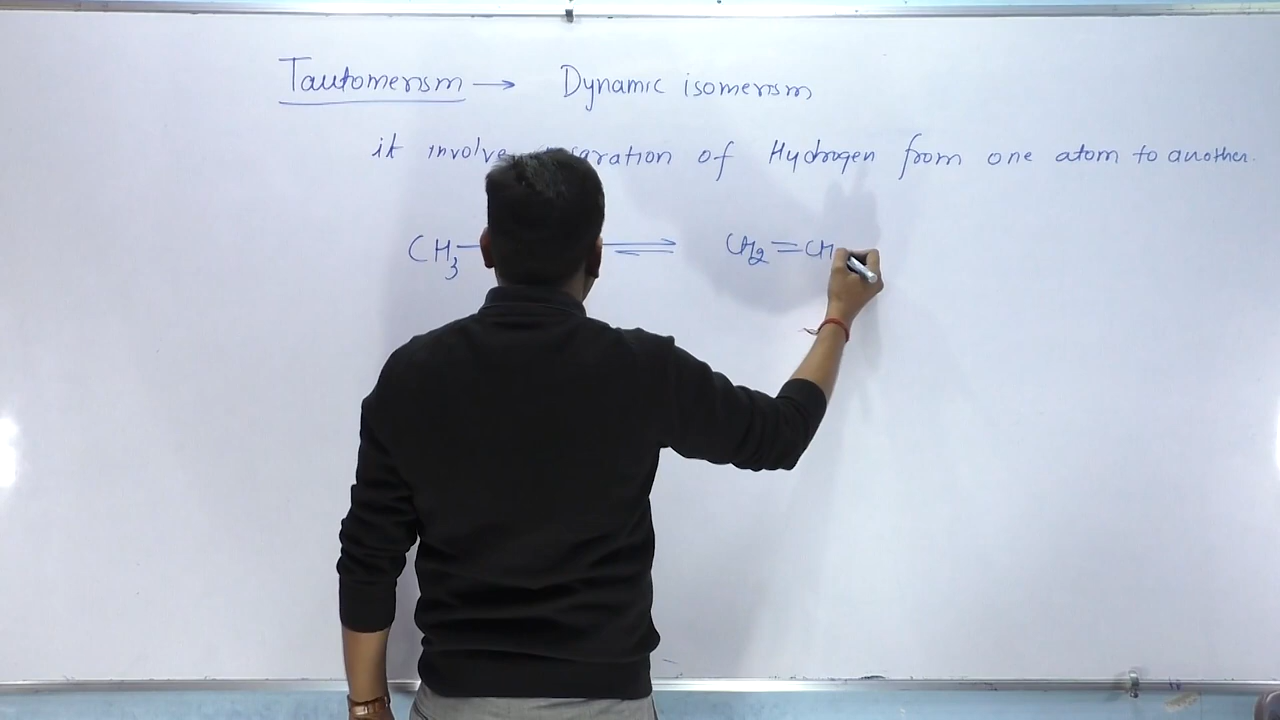 Tautomerism → Dynamic isomerism
it involve of Hydrogen from one atom to another.
CH3— ⇌ CH2=CH